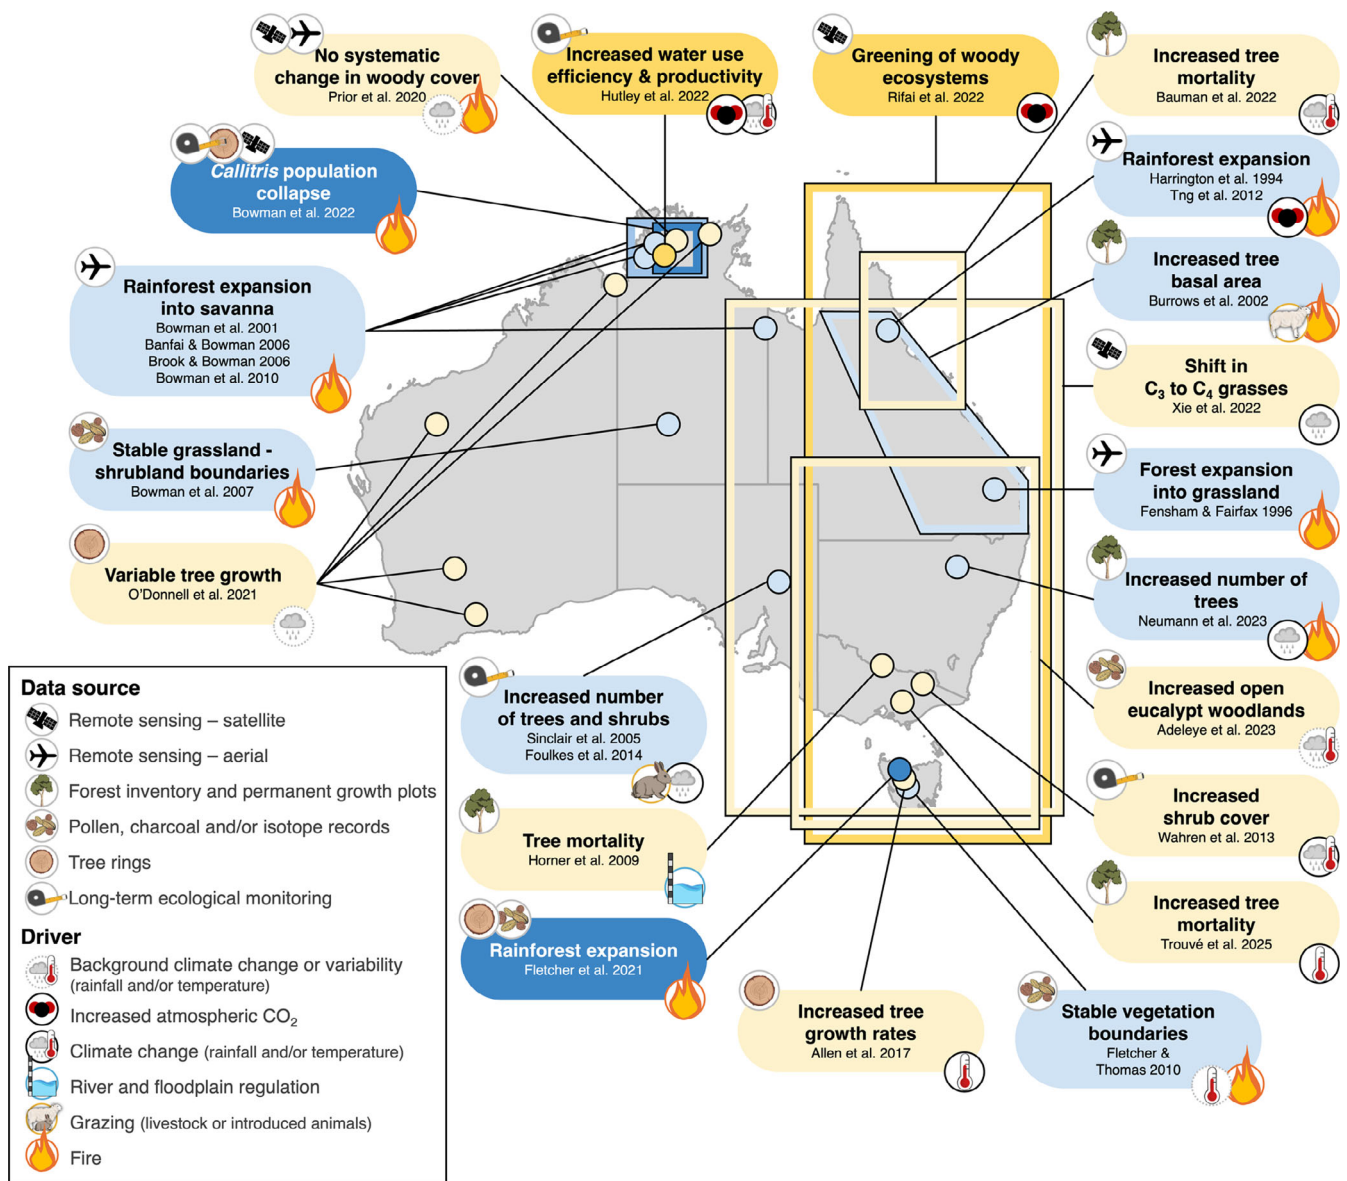 No systematic
change in woody cover
Prior et al. 2020
Increased water use
efficiency & productivity
Hutley et al. 2022
Greening of woody
ecosystems
Rifai et al. 2022
Increased tree
mortality
Bauman et al. 2022
Callitris population
collapse
Bowman et al. 2022
Rainforest expansion
Harrington et al. 1994
Tng et al. 2012
Rainforest expansion
into savanna
Bowman et al. 2001
Banfai & Bowman 2006
Brook & Bowman 2006
Bowman et al. 2010
Increased tree
basal area
Burrows et al. 2002
Shift in
C₃ to C₄ grasses
Xie et al. 2022
Stable grassland -
shrubland boundaries
Bowman et al. 2007
Forest expansion
into grassland
Fensham & Fairfax 1996
Variable tree growth
O'Donnell et al. 2021
Increased number of
trees
Neumann et al. 2023
Increased number
of trees and shrubs
Sinclair et al. 2005
Foulkes et al. 2014
Increased open
eucalypt woodlands
Adeleye et al. 2023
Tree mortality
Horner et al. 2009
Increased
shrub cover
Wahren et al. 2013
Rainforest expansion
Fletcher et al. 2021
Increased tree
mortality
Trouvé et al. 2025
Increased tree
growth rates
Allen et al. 2017
Stable vegetation
boundaries
Fletcher &
Thomas 2010
Data source
Remote sensing – satellite
Remote sensing – aerial
Forest inventory and permanent growth plots
Pollen, charcoal and/or isotope records
Tree rings
Long-term ecological monitoring
Driver
Background climate change or variability
(rainfall and/or temperature)
Increased atmospheric CO₂
Climate change (rainfall and/or temperature)
River and floodplain regulation
Grazing (livestock or introduced animals)
Fire